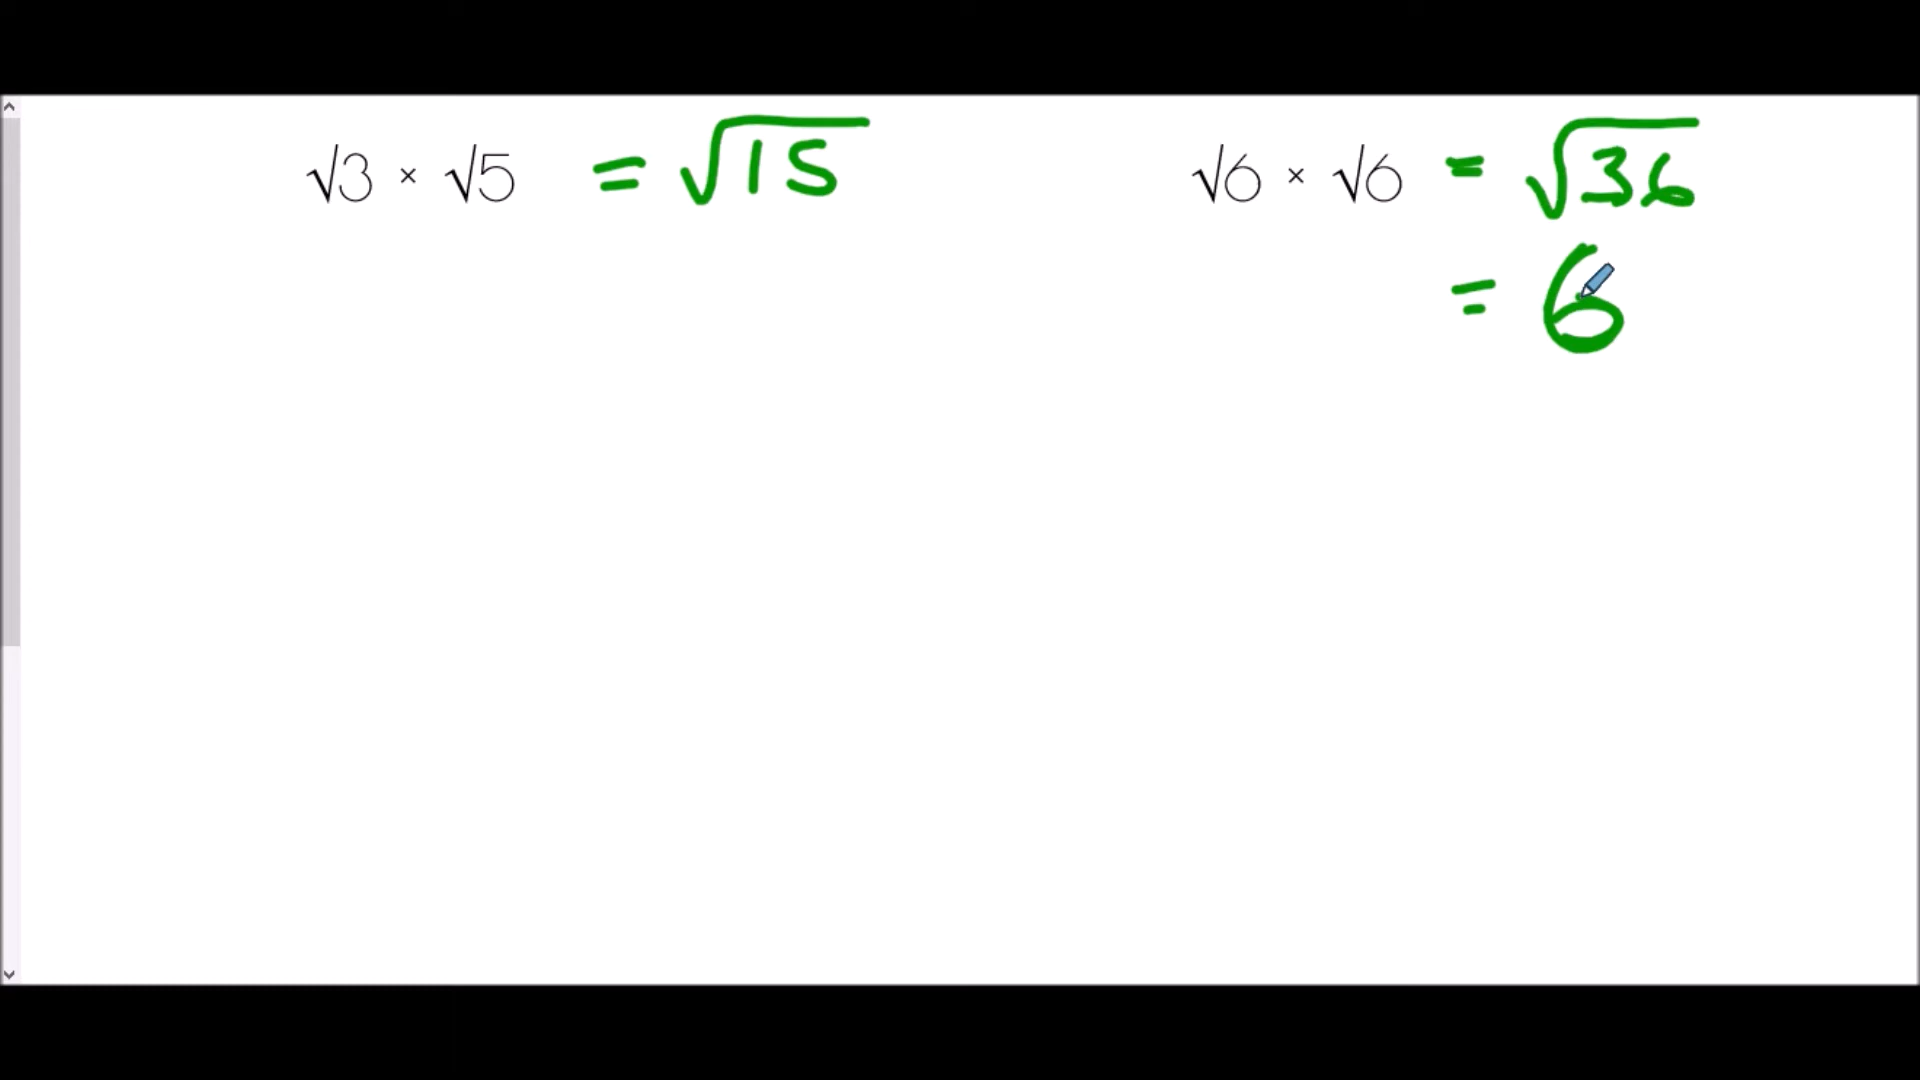 √3 × √5 = √15
√6 × √6 = √36
= 6